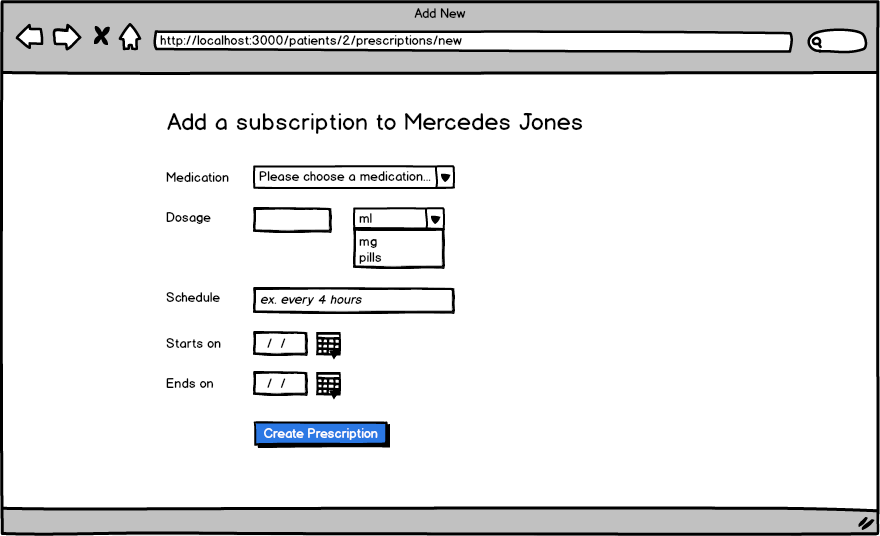 Add New
http://localhost:3000/patients/2/prescriptions/new
Add a subscription to Mercedes Jones
Medication Please choose a medication...
Dosage ml
mg
pills
Schedule ex. every 4 hours
Starts on / /
Ends on / /
Create Prescription